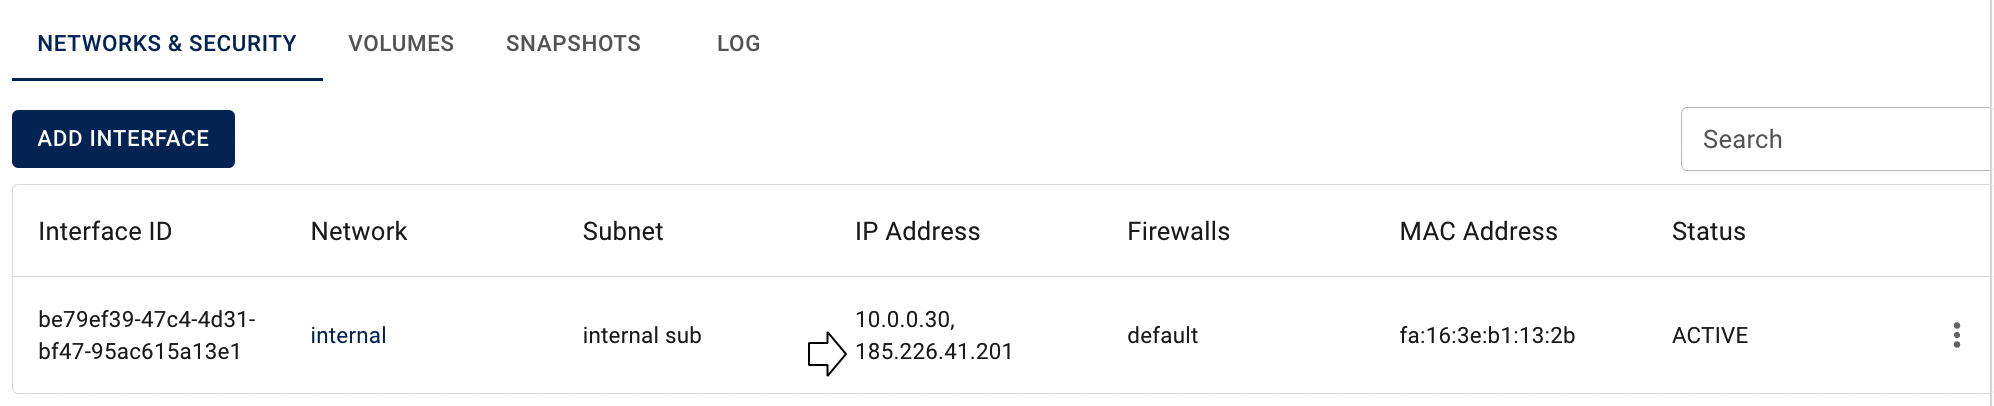 NETWORKS & SECURITY VOLUMES SNAPSHOTS LOG
ADD INTERFACE Search
Interface ID Network Subnet IP Address Firewalls MAC Address Status
be79ef39-47c4-4d31-
bf47-95ac615a13e1
internal
internal sub
10.0.0.30,
185.226.41.201
default
fa:16:3e:b1:13:2b
ACTIVE